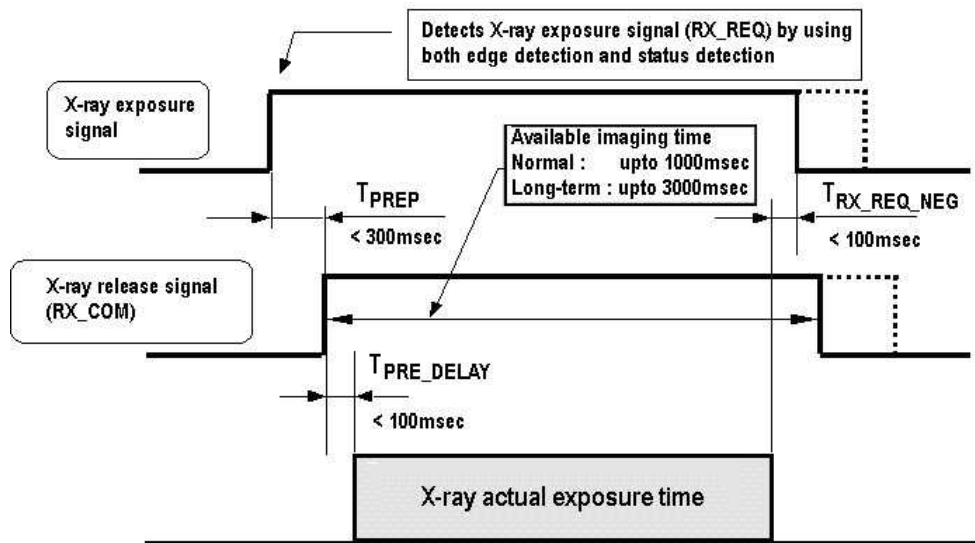 Detects X-ray exposure signal (RX_REQ) by using
both edge detection and status detection
X-ray exposure
signal
Available imaging time
Normal : upto 1000msec
Long-term : upto 3000msec
TPREP
< 300msec
TRX_REQ_NEG
< 100msec
X-ray release signal
(RX_COM)
TPRE_DELAY
< 100msec
X-ray actual exposure time